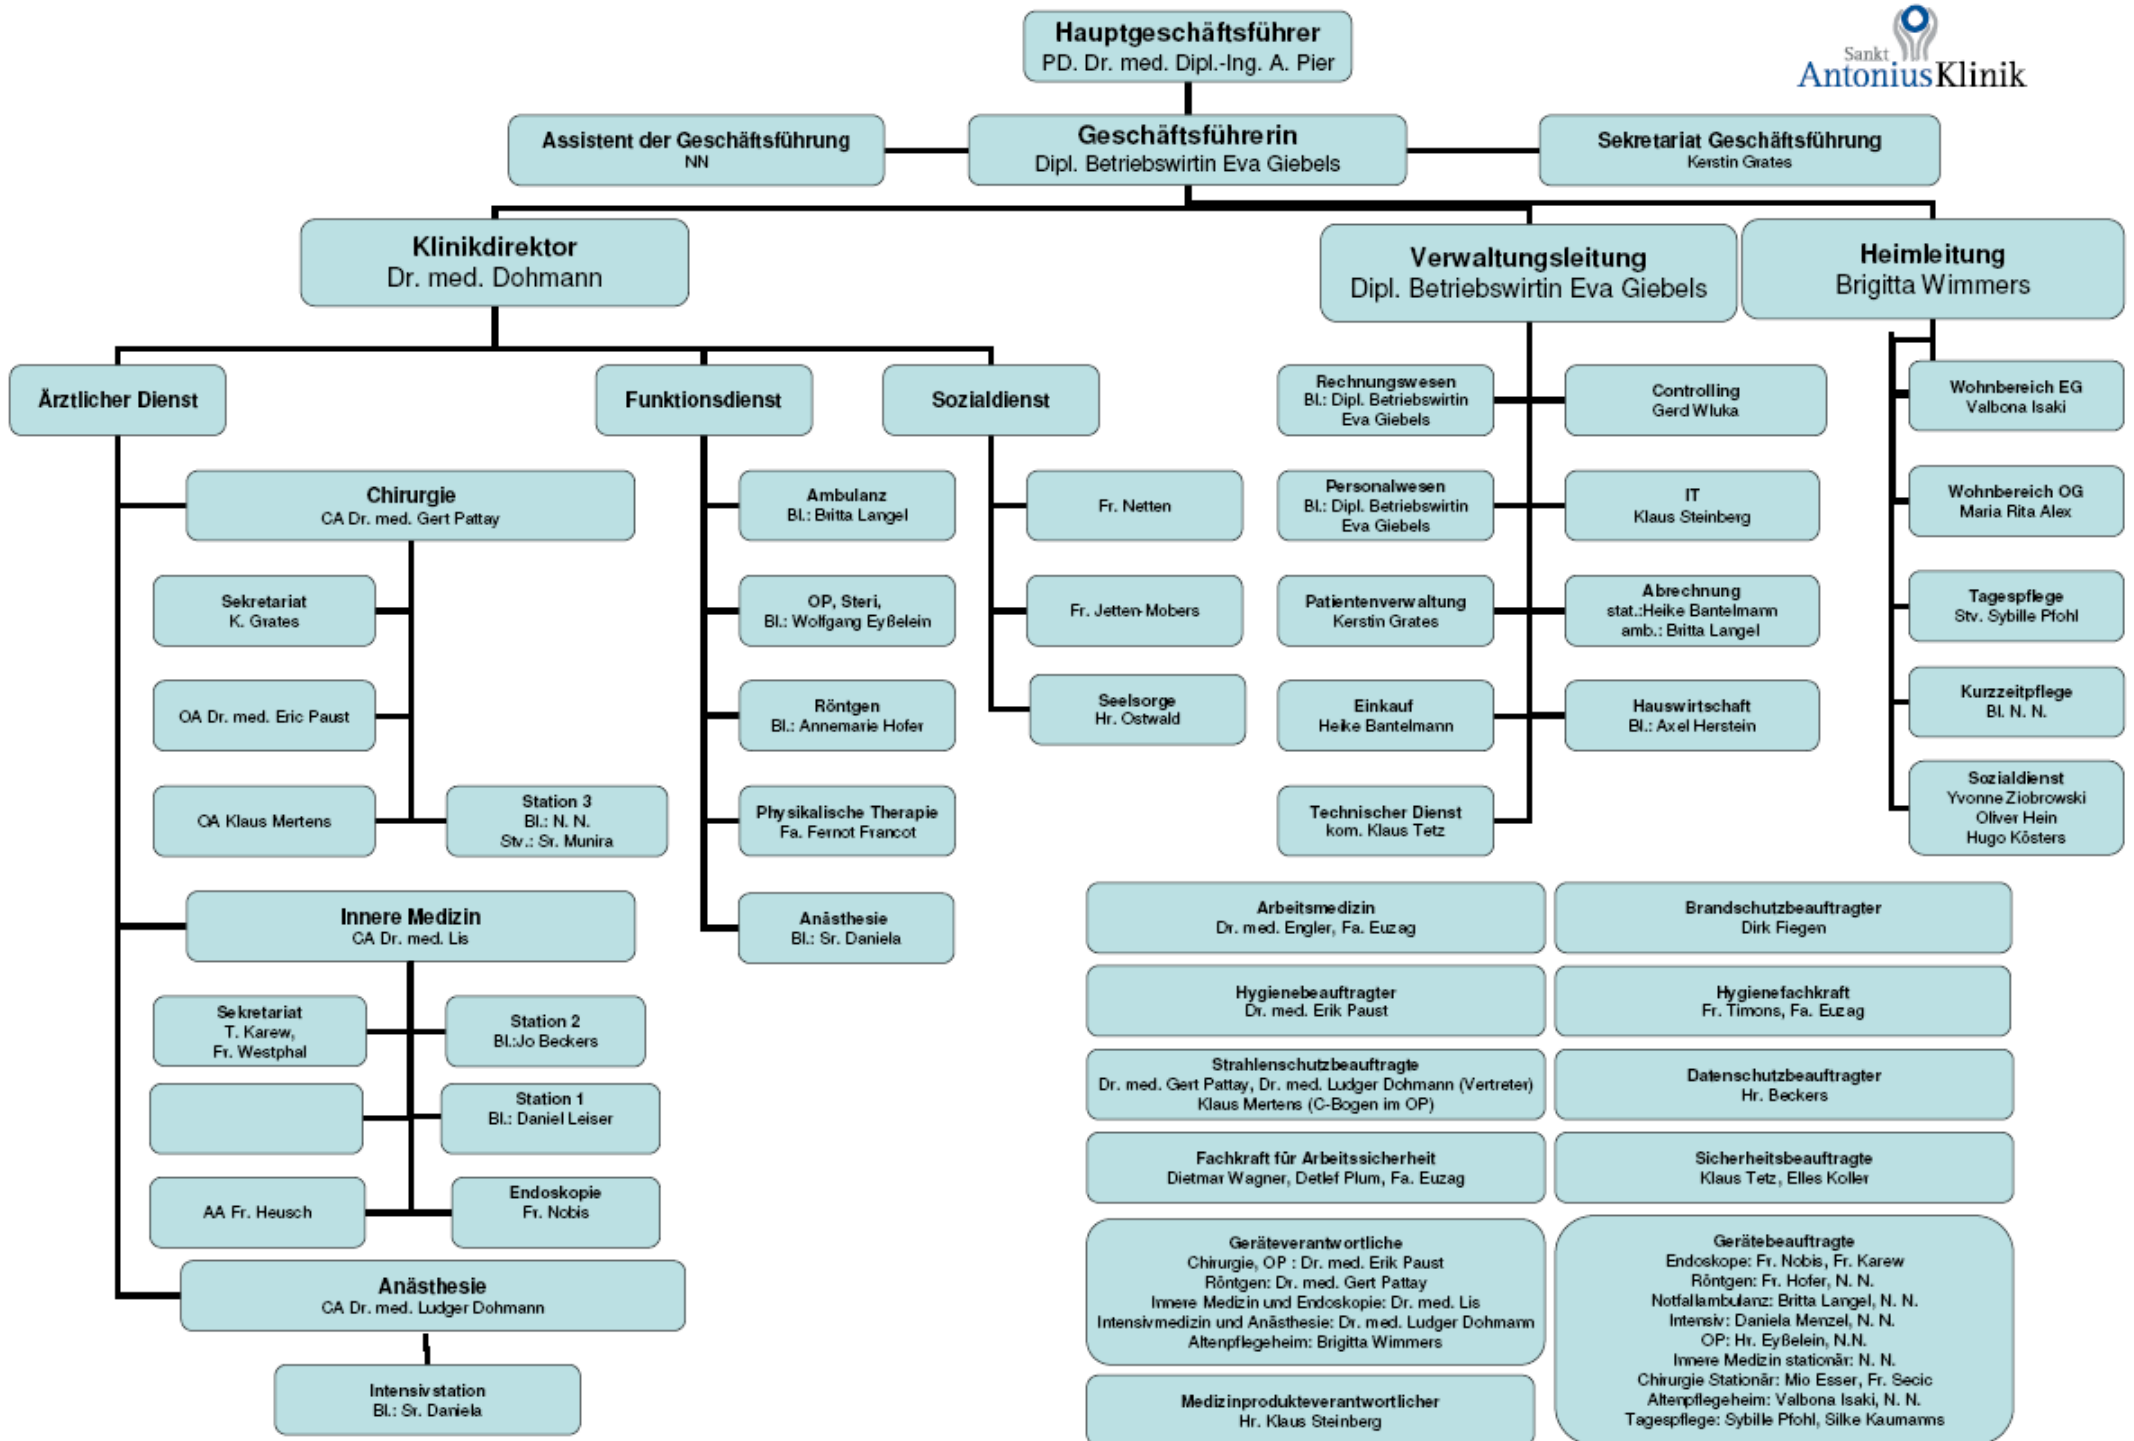 Hauptgeschäftsführer
PD. Dr. med. Dipl.-Ing. A. Pier
Sankt
AntoniusKlinik
Assistent der Geschäftsführung
NN
Geschäftsführerin
Dipl. Betriebswirtin Eva Giebels
Sekretariat Geschäftsführung
Kerstin Grates
Klinikdirektor
Dr. med. Dohmann
Verwaltungsleitung
Dipl. Betriebswirtin Eva Giebels
Heimleitung
Brigitta Wimmers
Ärztlicher Dienst
Funktionsdienst
Sozialdienst
Chirurgie
CA Dr. med. Gert Pattay
Sekretariat
K. Grates
OA Dr. med. Eric Paust
OA Klaus Mertens
Station 3
Bl.: N. N.
Stv.: Sr. Munira
Innere Medizin
CA Dr. med. Lis
Sekretariat
T. Karew,
Fr. Westphal
Station 2
Bl.:Jo Beckers
Station 1
Bl.: Daniel Leiser
AA Fr. Heusch
Endoskopie
Fr. Nobis
Anästhesie
CA Dr. med. Ludger Dohmann
Intensivstation
Bl.: Sr. Daniela
Ambulanz
Bl.: Britta Langel
OP, Steri,
Bl.: Wolfgang Eyßelein
Röntgen
Bl.: Annemarie Hofer
Physikalische Therapie
Fa. Fernot Francot
Anästhesie
Bl.: Sr. Daniela
Fr. Netten
Fr. Jetten-Mobers
Seelsorge
Hr. Ostwald
Rechnungswesen
Bl.: Dipl. Betriebswirtin
Eva Giebels
Controlling
Gerd Wluka
Personalwesen
Bl.: Dipl. Betriebswirtin
Eva Giebels
IT
Klaus Steinberg
Patientenverwaltung
Kerstin Grates
Abrechnung
stat.:Heike Bantelmann
amb.: Britta Langel
Einkauf
Heike Bantelmann
Hauswirtschaft
Bl.: Axel Herstein
Technischer Dienst
kom. Klaus Tetz
Wohnbereich EG
Valbona Isaki
Wohnbereich OG
Maria Rita Alex
Tagespflege
Stv. Sybille Pfohl
Kurzzeitpflege
Bl. N. N.
Sozialdienst
Yvonne Ziobrowski
Oliver Hein
Hugo Kösters
Arbeitsmedizin
Dr. med. Engler, Fa. Euzag
Brandschutzbeauftragter
Dirk Fiegen
Hygienebeauftragter
Dr. med. Erik Paust
Hygienefachkraft
Fr. Timons, Fa. Euzag
Strahlenschutzbeauftragte
Dr. med. Gert Pattay, Dr. med. Ludger Dohmann (Vertreter)
Klaus Mertens (C-Bogen im OP)
Datenschutzbeauftragter
Hr. Beckers
Fachkraft für Arbeitssicherheit
Dietmar Wagner, Detlef Plum, Fa. Euzag
Sicherheitsbeauftragte
Klaus Tetz, Elles Koller
Geräteverantwortliche
Chirurgie, OP : Dr. med. Erik Paust
Röntgen: Dr. med. Gert Pattay
Innere Medizin und Endoskopie: Dr. med. Lis
Intensivmedizin und Anästhesie: Dr. med. Ludger Dohmann
Altenpflegeheim: Brigitta Wimmers
Gerätebeauftragte
Endoskope: Fr. Nobis, Fr. Karew
Röntgen: Fr. Hofer, N. N.
Notfallambulanz: Britta Langel, N. N.
Intensiv: Daniela Menzel, N. N.
OP: Hr. Eyßelein, N.N.
Innere Medizin stationär: N. N.
Chirurgie Stationär: Mio Esser, Fr. Secic
Altenpflegeheim: Valbona Isaki, N. N.
Tagespflege: Sybille Pfohl, Silke Kaumanns
Medizinprodukteverantwortlicher
Hr. Klaus Steinberg